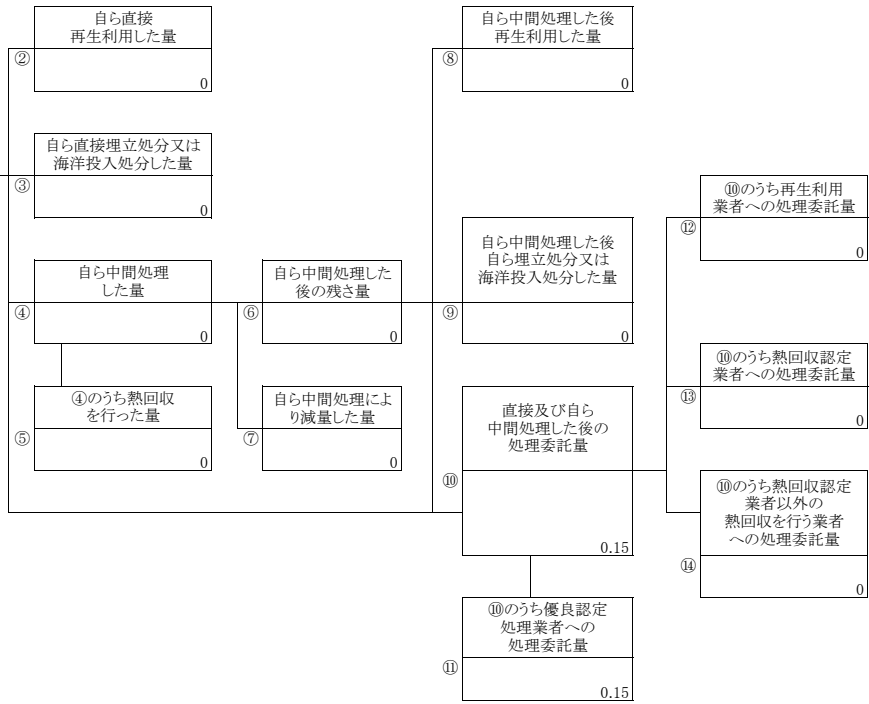 自ら直接
再生利用した量
②
0
自ら直接埋立処分又は
海洋投入処分した量
③
0
自ら中間処理
した量
④
0
④のうち熱回収
を行った量
⑤
0
自ら中間処理した
後の残さ量
⑥
0
自ら中間処理によ
り減量した量
⑦
0
自ら中間処理した後
再生利用した量
⑧
0
自ら中間処理した後
自ら埋立処分又は
海洋投入処分した量
⑨
0
直接及び自ら
中間処理した後の
処理委託量
⑩
0.15
⑩のうち優良認定
処理業者への
処理委託量
⑪
0.15
⑩のうち再生利用
業者への処理委託量
⑫
0
⑩のうち熱回収認定
業者への処理委託量
⑬
0
⑩のうち熱回収認定
業者以外の
熱回収を行う業者
への処理委託量
⑭
0